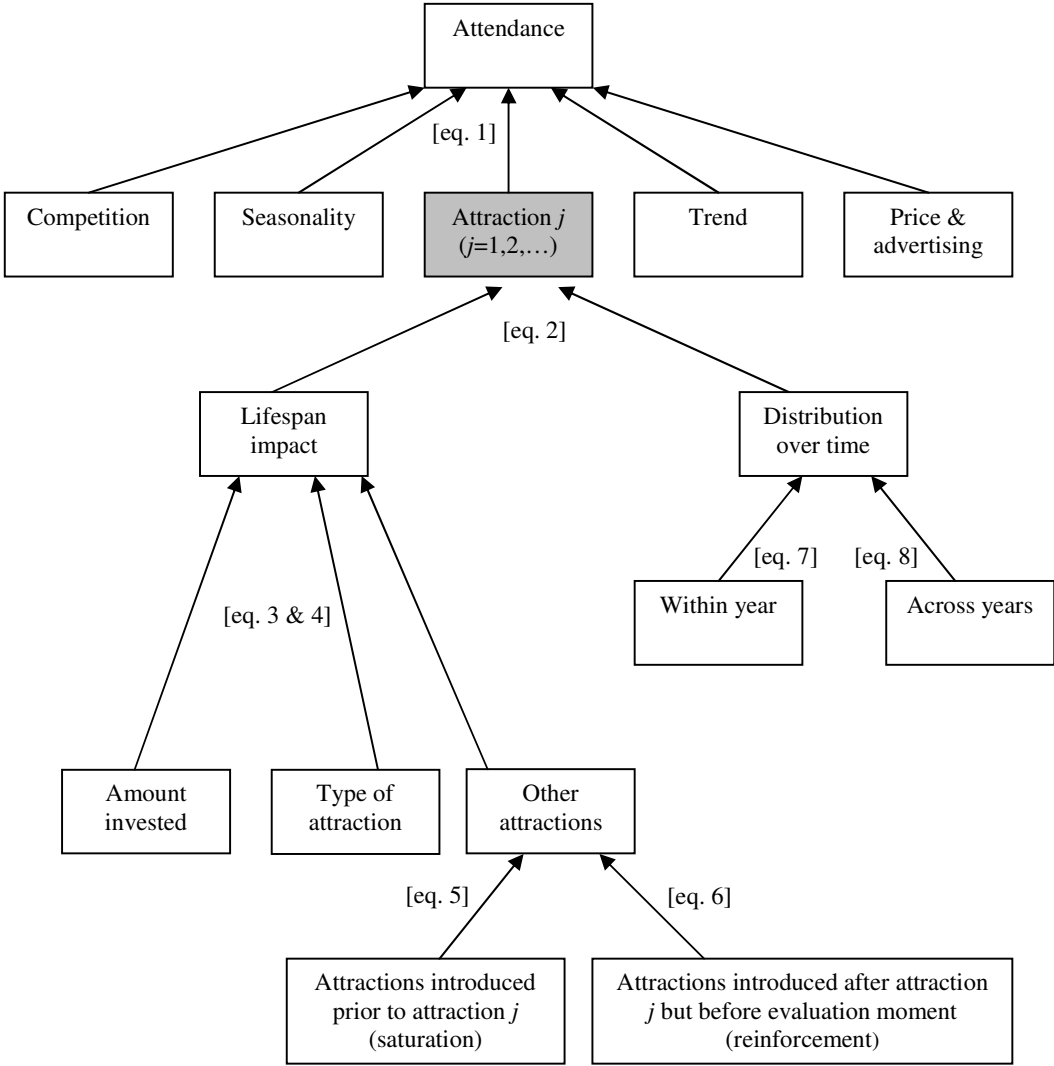 Attendance
[eq. 1]
Competition
Seasonality
Attraction j
(j=1,2,…)
Trend
Price &
advertising
[eq. 2]
Lifespan
impact
Distribution
over time
[eq. 7]
[eq. 8]
Within year
Across years
[eq. 3 & 4]
Amount
invested
Type of
attraction
Other
attractions
[eq. 5]
[eq. 6]
Attractions introduced
prior to attraction j
(saturation)
Attractions introduced after attraction
j but before evaluation moment
(reinforcement)